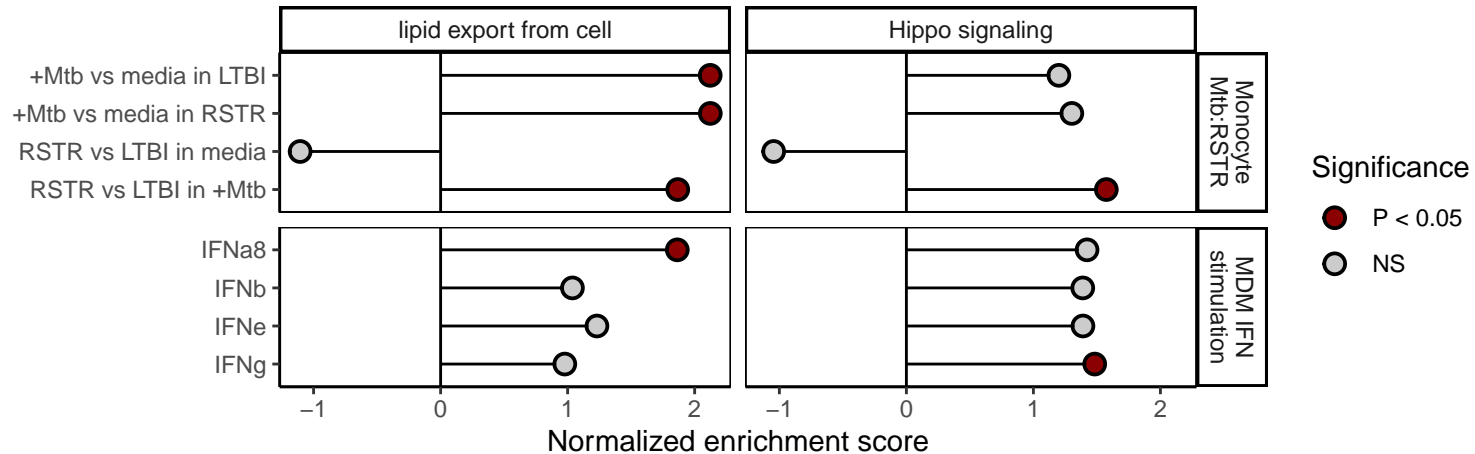 lipid export from cell
Hippo signaling
+Mtb vs media in LTBI
+Mtb vs media in RSTR
RSTR vs LTBI in media
RSTR vs LTBI in +Mtb
Monocyte
Mtb:RSTR
IFNa8
IFNb
IFNe
IFNg
MDM IFN
stimulation
−1 0 1 2
−1 0 1 2
Normalized enrichment score
Significance
P < 0.05
NS